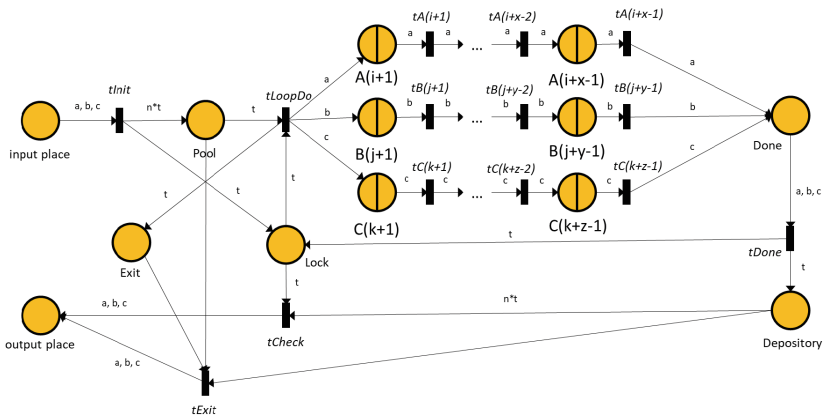 tA(i+1)
tA(i+x-2)
tA(i+x-1)
a
a
a
a
a
...
a
A(i+1)
A(i+x-1)
tInit
tLoopDo
tB(j+1)
tB(j+y-2)
tB(j+y-1)
a, b, c
n*t
t
b
b
b
...
b
b
b
b
input place
Pool
c
B(j+1)
B(j+y-1)
Done
tC(k+1)
tC(k+z-2)
tC(k+z-1)
c
c
c
...
c
c
c
t
t
t
a, b, c
C(k+1)
C(k+z-1)
t
tDone
Exit
Lock
t
t
a, b, c
n*t
output place
tCheck
Depository
a, b, c
tExit